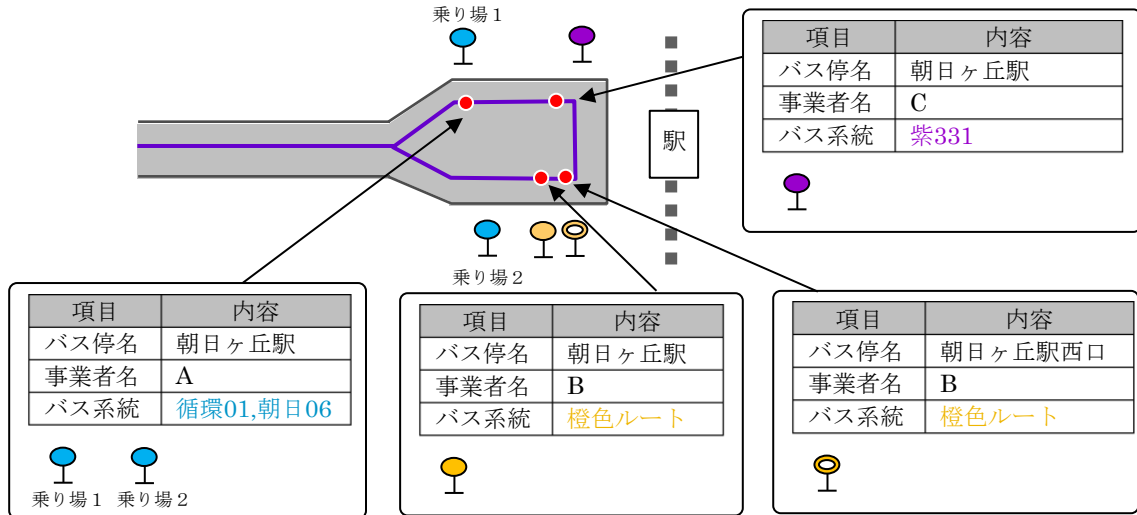 乗り場1
駅
乗り場2
項目 内容
バス停名 朝日ヶ丘駅
事業者名 C
バス系統 紫331
項目 内容
バス停名 朝日ヶ丘駅
事業者名 A
バス系統 循環01,朝日06
乗り場1 乗り場2
項目 内容
バス停名 朝日ヶ丘駅
事業者名 B
バス系統 橙色ルート
項目 内容
バス停名 朝日ヶ丘駅西口
事業者名 B
バス系統 橙色ルート